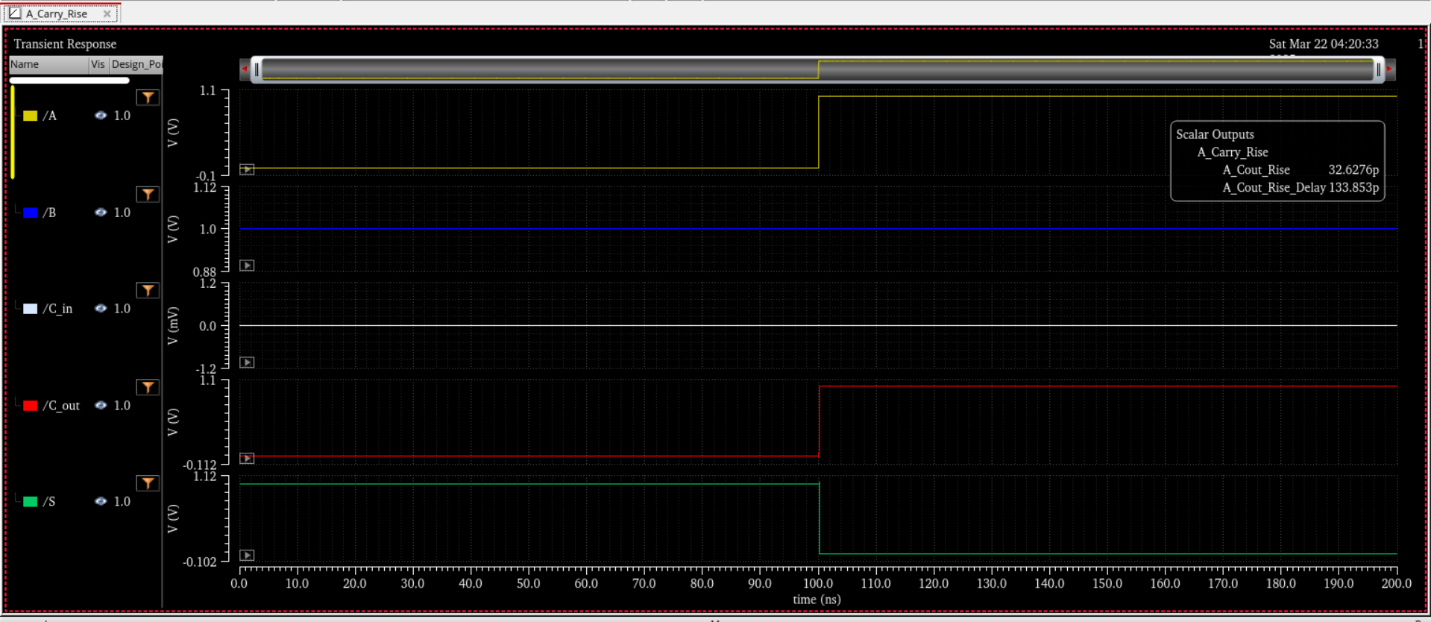 A_Carry_Rise
Transient Response
Sat Mar 22 04:20:33
1
Name Vis Design_Poi
/A 1.0
V (V)
1.1
-0.1
Scalar Outputs
A_Carry_Rise
A_Cout_Rise 32.6276p
A_Cout_Rise_Delay 133.853p
/B 1.0
V (V)
1.12
1.0
0.88
/C_in 1.0
V (mV)
1.2
0.0
-1.2
/C_out 1.0
V (V)
1.1
-0.112
/S 1.0
V (V)
1.12
-0.102
0.0 10.0 20.0 30.0 40.0 50.0 60.0 70.0 80.0 90.0 100.0 110.0 120.0 130.0 140.0 150.0 160.0 170.0 180.0 190.0 200.0
time (ns)